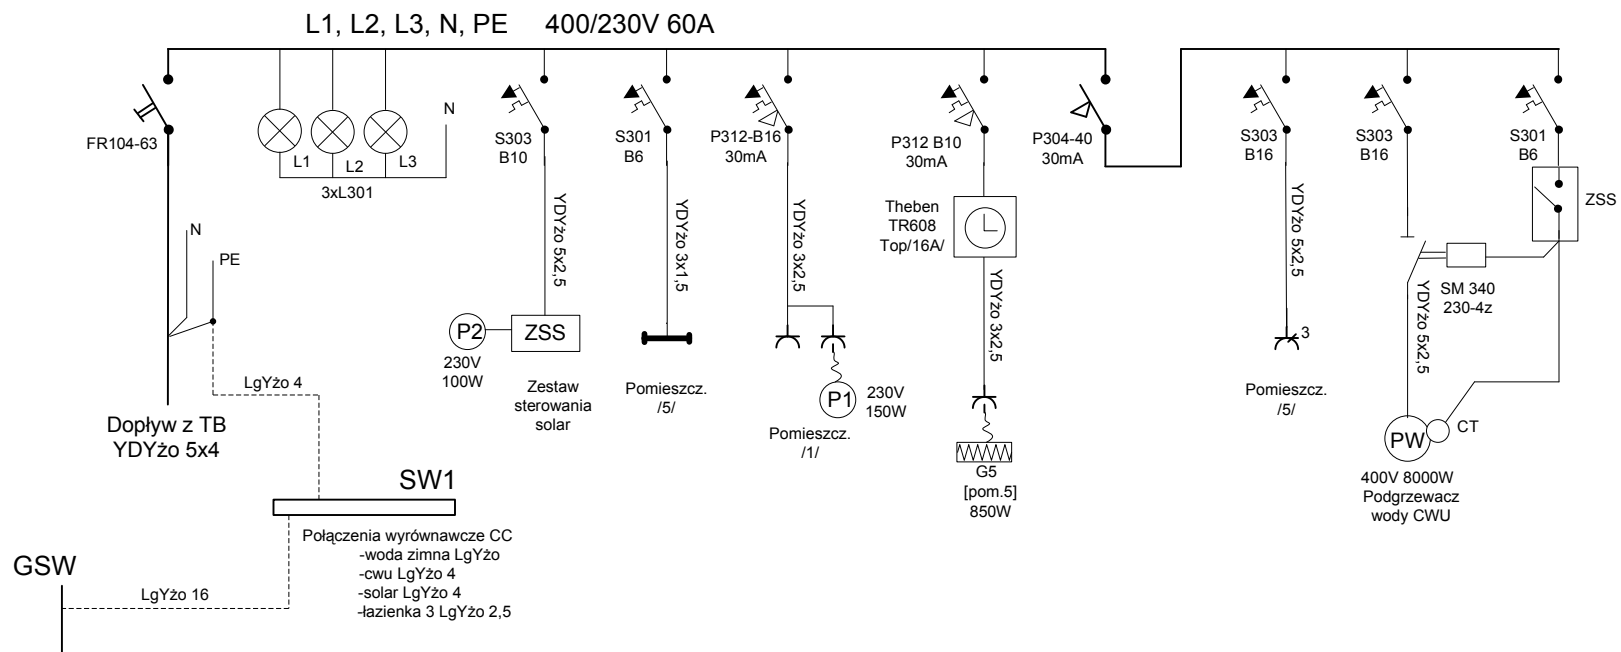 L1, L2, L3, N, PE 400/230V 60A
FR104-63
L1
L2
L3
N
3xL301
S303
B10
S301
B6
P312-B16
30mA
P312 B10
30mA
P304-40
30mA
S303
B16
S303
B16
S301
B6
ZSS
N
PE
YDYżo 5x2,5
YDYżo 3x1,5
YDYżo 3x2,5
Theben
TR608
Top/16A/
YDYżo 3x2,5
YDYżo 5x2,5
YDYżo 5x2,5
SM 340
230-4z
P2
230V
100W
ZSS
Zestaw
sterowania
solar
Pomieszcz.
/5/
P1
230V
150W
Pomieszcz.
/1/
G5
[pom.5]
850W
3
Pomieszcz.
/5/
PW
CT
400V 8000W
Podgrzewacz
wody CWU
LgYżo 4
Dopływ z TB
YDYżo 5x4
SW1
Połączenia wyrównawcze CC
-woda zimna LgYżo
-cwu LgYżo 4
-solar LgYżo 4
-łazienka 3 LgYżo 2,5
GSW
LgYżo 16